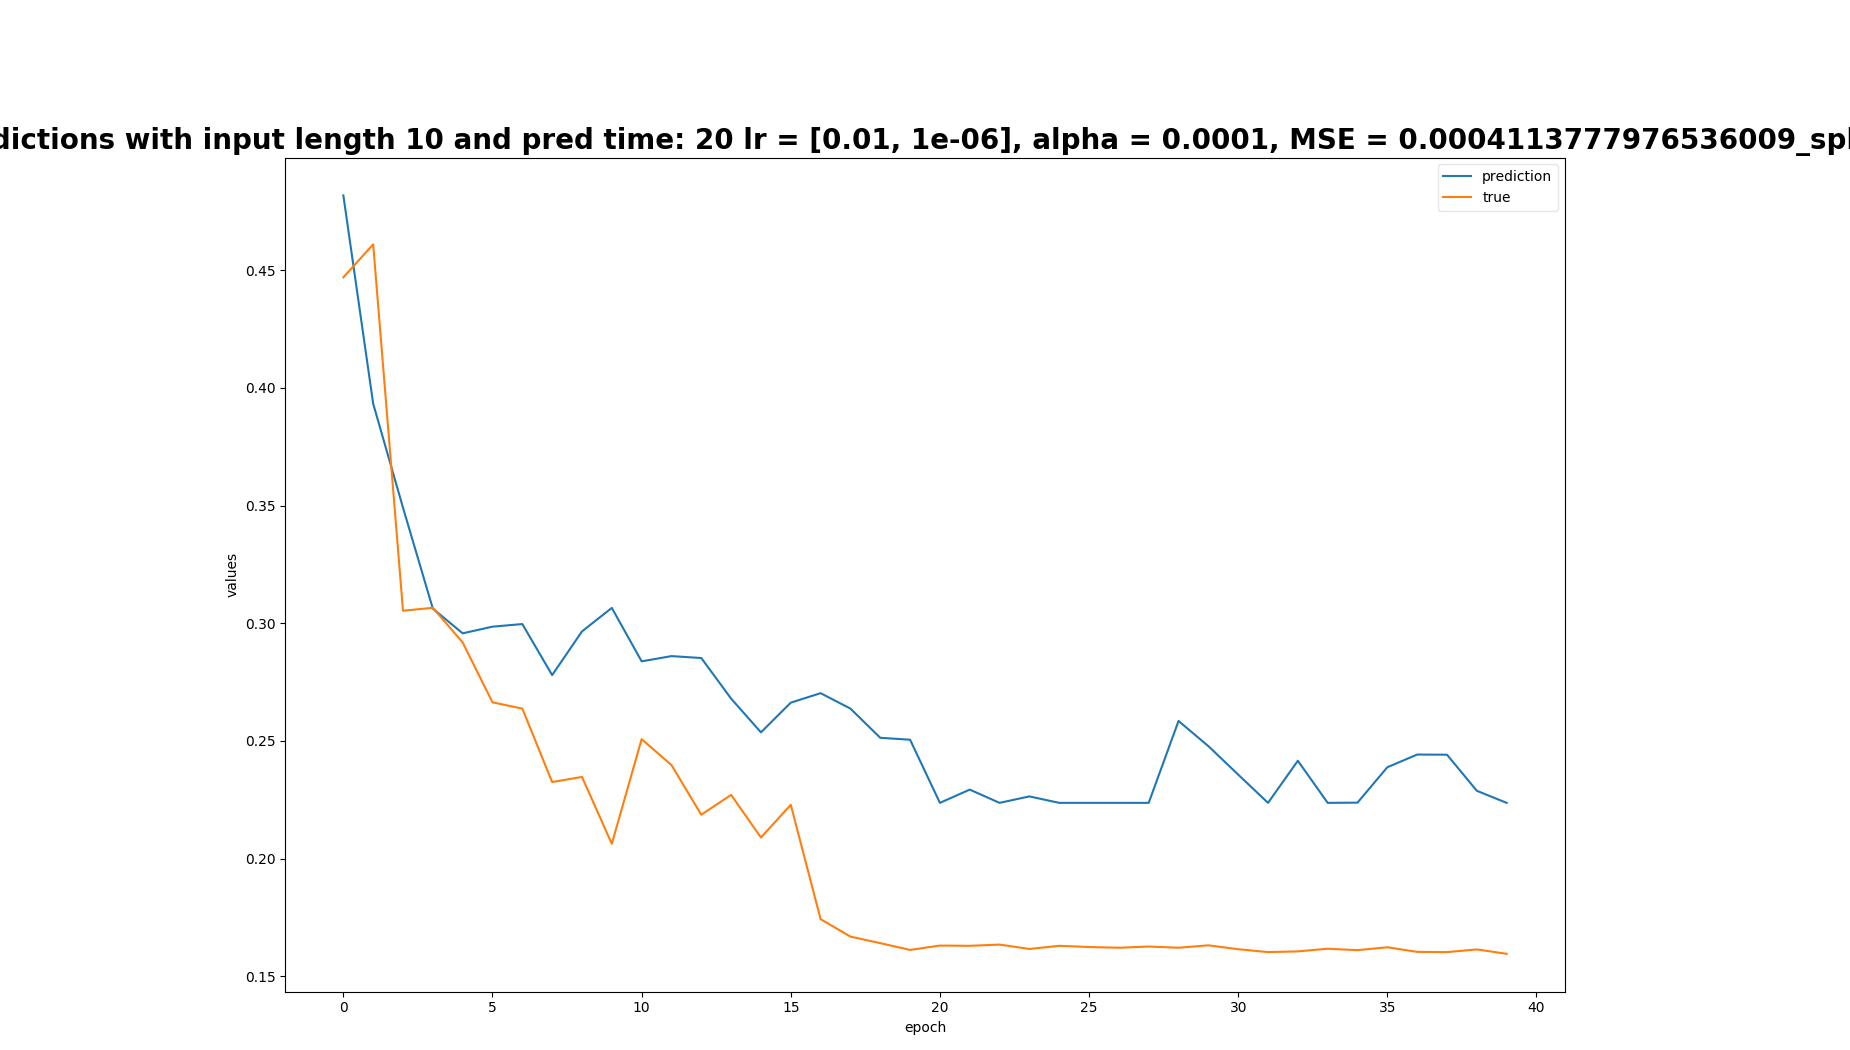 with input length 10 and pred time: 20 lr = [0.01, 1e-06], alpha = 0.0001, MSE = 0.0004113777976536009_
prediction
true
values
0.45
0.40
0.35
0.30
0.25
0.20
0.15
0 5 10 15 20 25 30 35 40
epoch